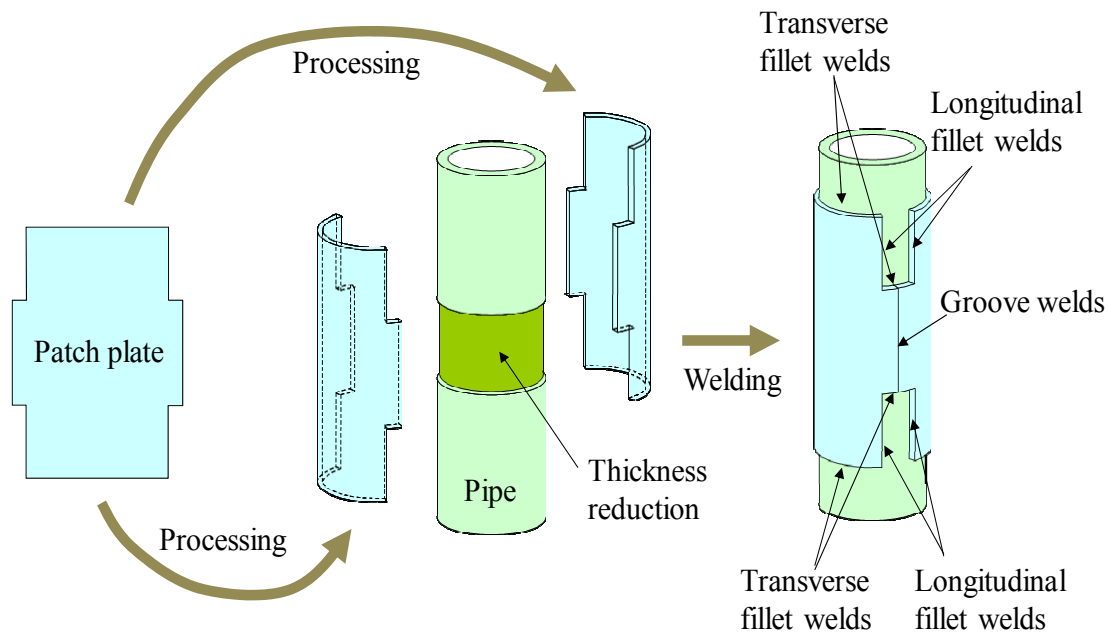 Transverse
fillet welds
Processing
Longitudinal
fillet welds
Groove welds
Patch plate
Welding
Thickness
reduction
Pipe
Processing
Transverse
fillet welds
Longitudinal
fillet welds